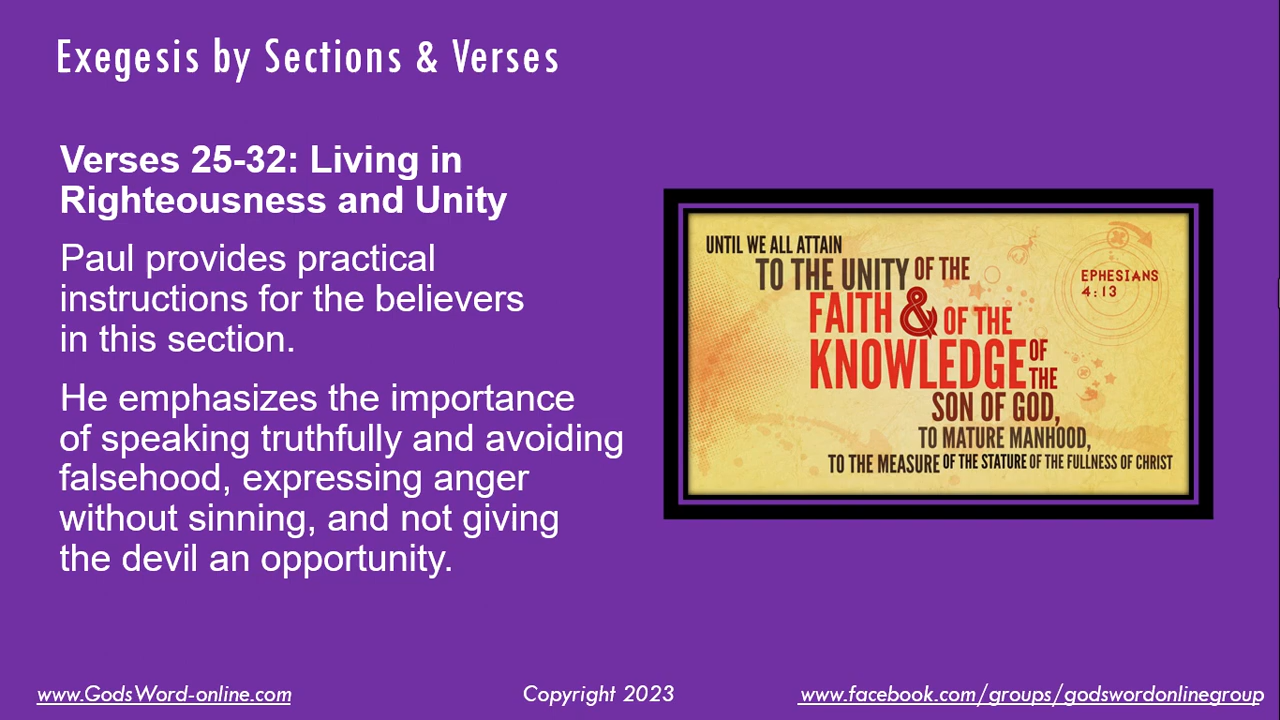 Exegesis by Sections & Verses
Verses 25-32: Living in
Righteousness and Unity
Paul provides practical
instructions for the believers
in this section.
He emphasizes the importance
of speaking truthfully and avoiding
falsehood, expressing anger
without sinning, and not giving
the devil an opportunity.
UNTIL WE ALL ATTAIN
TO THE UNITY OF THE
FAITH & OF THE
KNOWLEDGE OF THE
SON OF GOD,
TO MATURE MANHOOD,
TO THE MEASURE OF THE STATURE OF THE FULLNESS OF CHRIST
EPHESIANS
4:13
www.GodsWord-online.com
Copyright 2023
www.facebook.com/groups/godswordonlinegroup